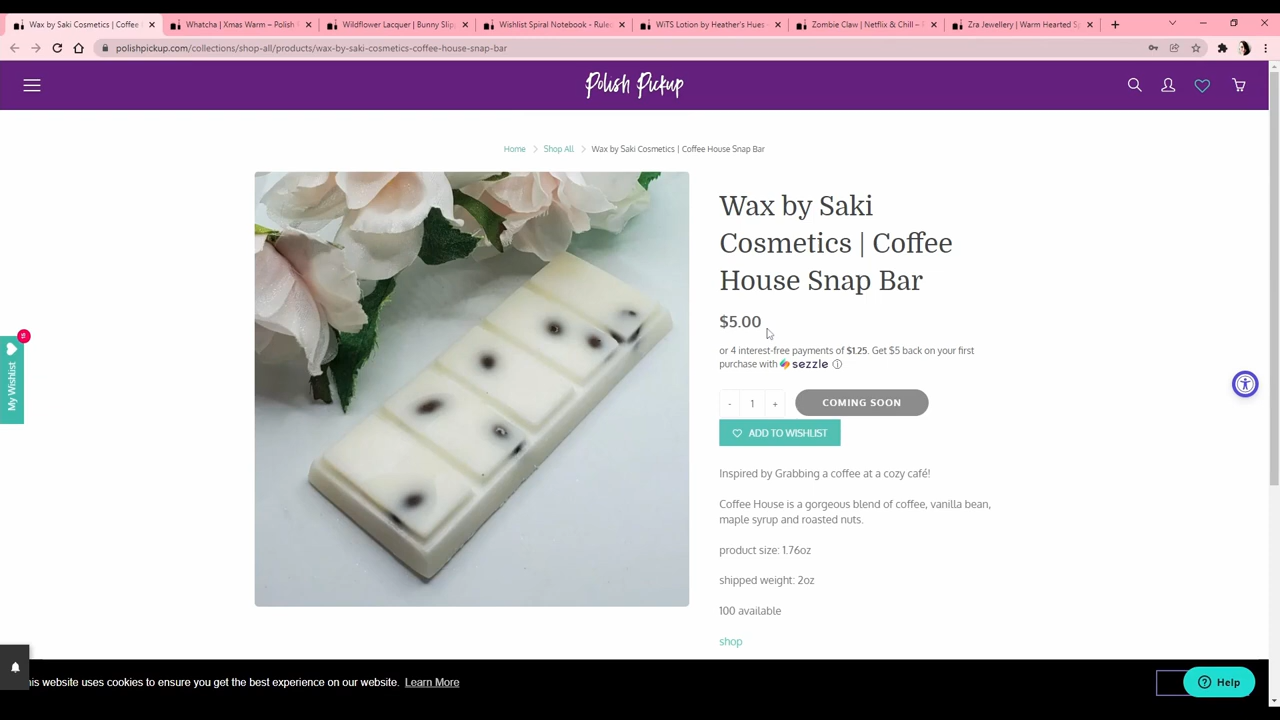 Wax by Saki Cosmetics | Coffee
Whatcha | Xmas Warm – Polish
Wildflower Lacquer | Bunny Slip
Wishlist Spiral Notebook - Rule
WiTS Lotion by Heather's Hues
Zombie Claw | Netflix & Chill –
Zra Jewellery | Warm Hearted S
polishpickup.com/collections/shop-all/products/wax-by-saki-cosmetics-coffee-house-snap-bar
Polish Pickup
Home > Shop All > Wax by Saki Cosmetics | Coffee House Snap Bar
Wax by Saki
Cosmetics | Coffee
House Snap Bar
$5.00
or 4 interest-free payments of $1.25. Get $5 back on your first
purchase with sezzle
- 1 + COMING SOON
ADD TO WISHLIST
Inspired by Grabbing a coffee at a cozy café!
Coffee House is a gorgeous blend of coffee, vanilla bean,
maple syrup and roasted nuts.
product size: 1.76oz
shipped weight: 2oz
100 available
shop
My Wishlist
his website uses cookies to ensure you get the best experience on our website. Learn More
Help